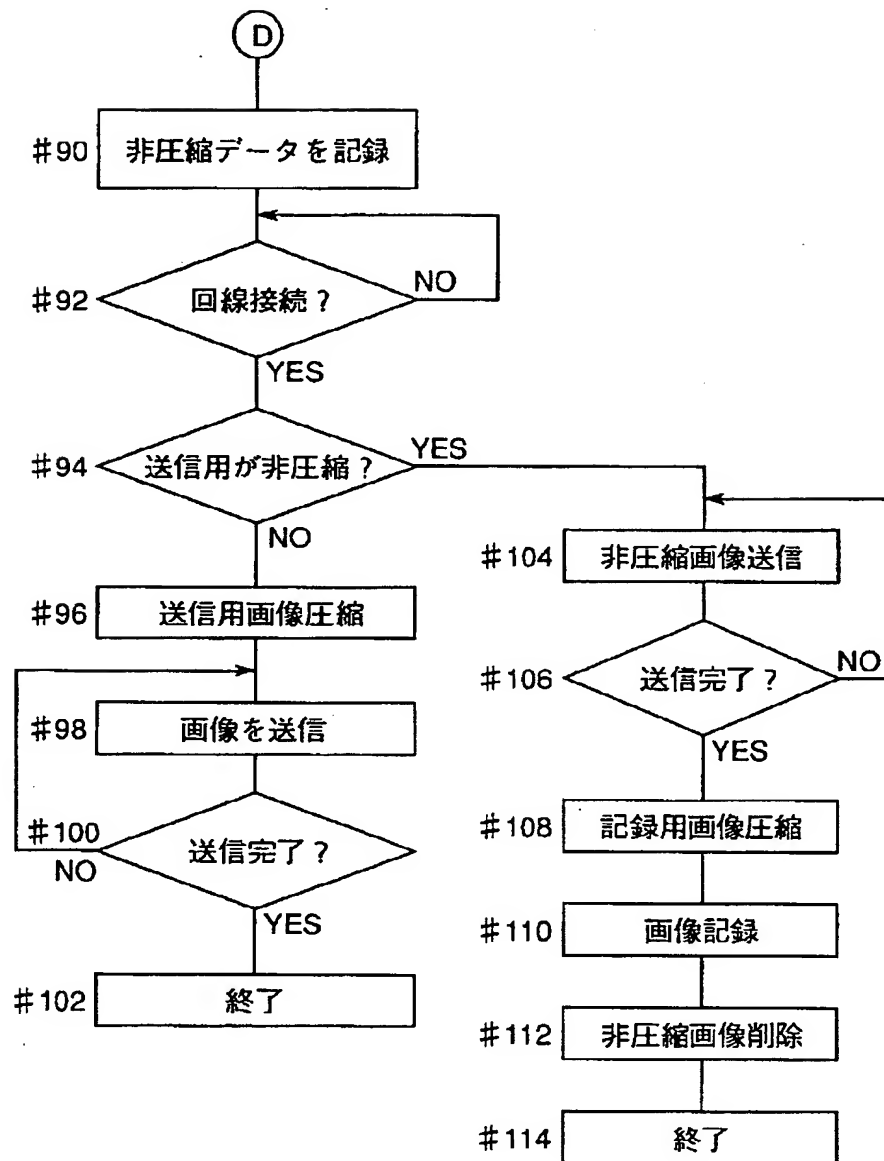 D
#90 非圧縮データを記録
#92 回線接続?
NO
YES
#94 送信用が非圧縮?
YES
NO
#96 送信用画像圧縮
#98 画像を送信
#100 送信完了?
NO
YES
#102 終了
#104 非圧縮画像送信
#106 送信完了?
NO
YES
#108 記録用画像圧縮
#110 画像記録
#112 非圧縮画像削除
#114 終了